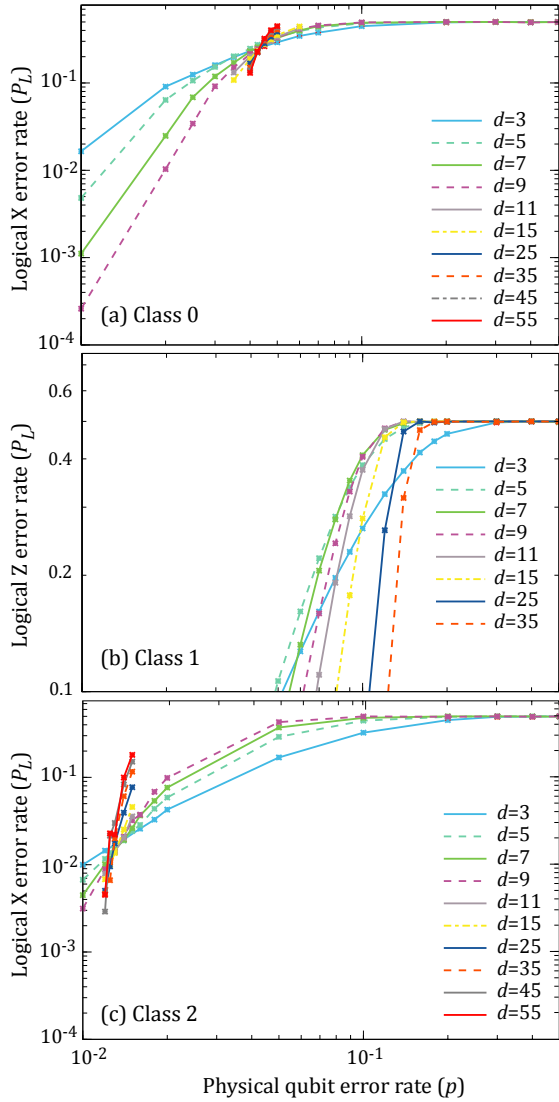 Logical X error rate (P_L)
10^-1
10^-2
10^-3
10^-4
d=3
d=5
d=7
d=9
d=11
d=15
d=25
d=35
d=45
d=55
(a) Class 0
Logical Z error rate (P_L)
0.6
0.4
0.2
0.1
d=3
d=5
d=7
d=9
d=11
d=15
d=25
d=35
(b) Class 1
Logical X error rate (P_L)
10^-1
10^-2
10^-3
10^-4
d=3
d=5
d=7
d=9
d=11
d=15
d=25
d=35
d=45
d=55
(c) Class 2
10^-2
10^-1
Physical qubit error rate (p)